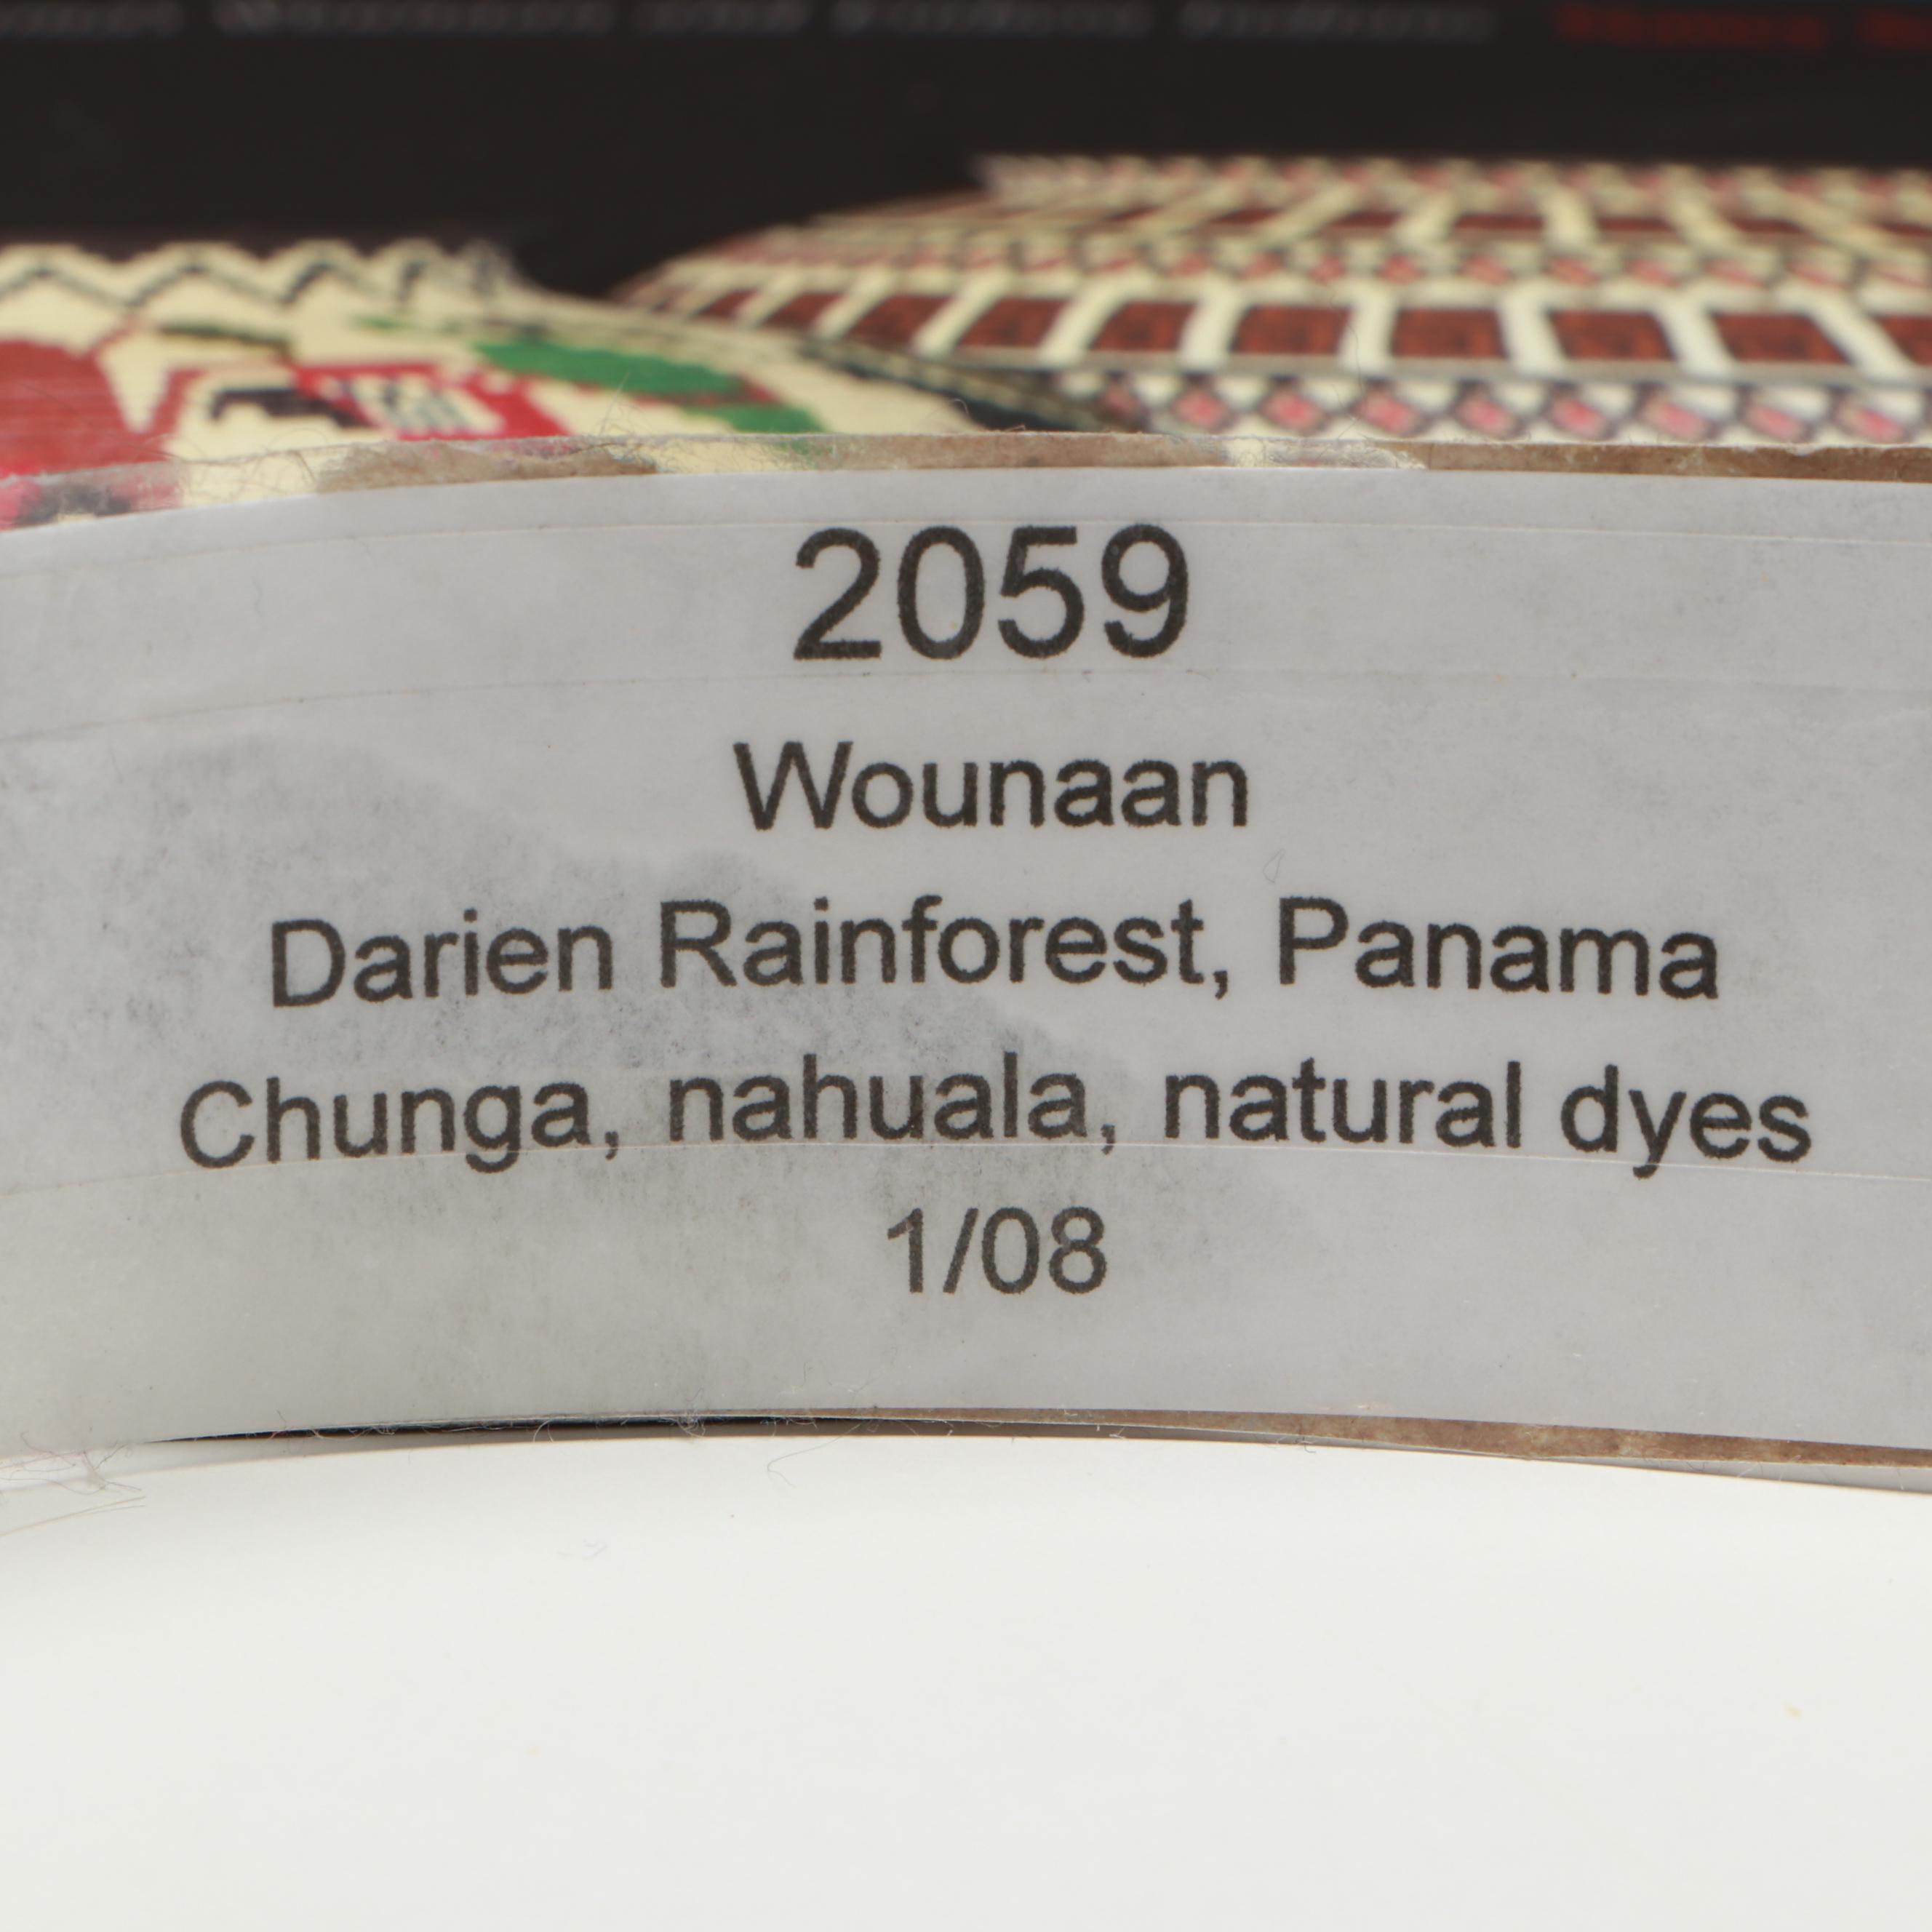 2059
Wounaan
Darien Rainforest, Panama
Chunga, nahuala, natural dyes
1/08